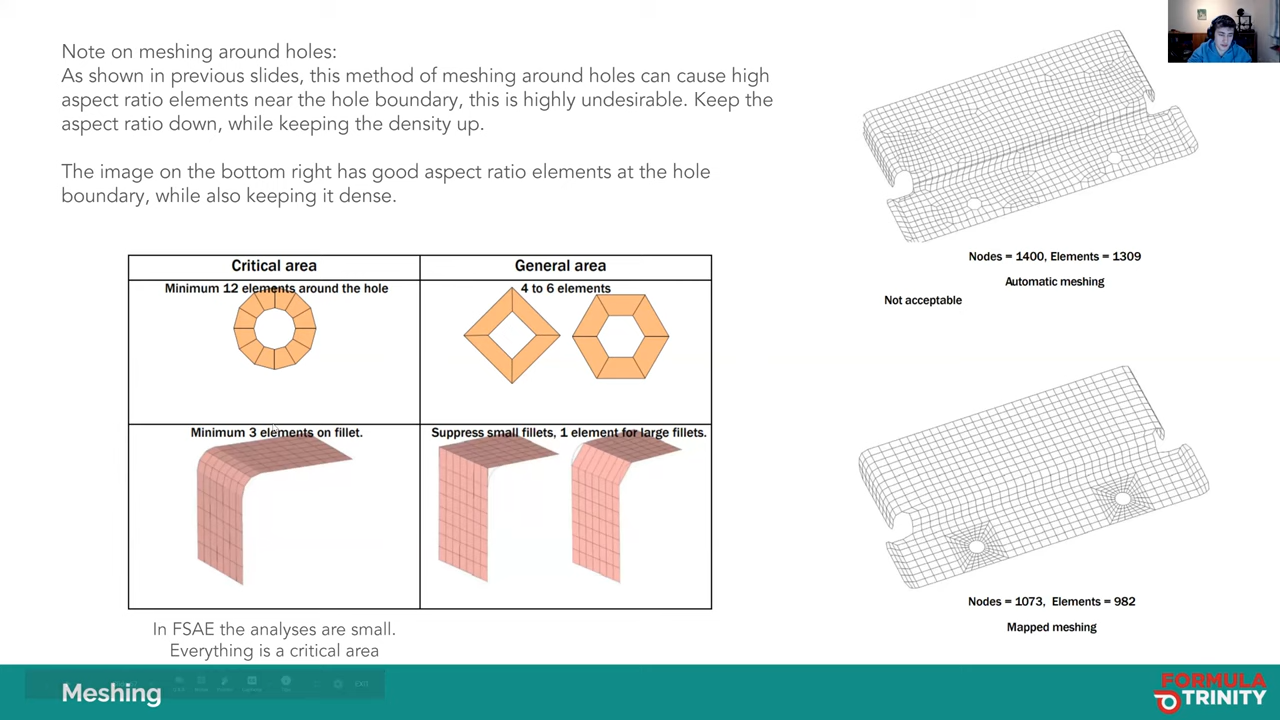 Note on meshing around holes:
As shown in previous slides, this method of meshing around holes can cause high
aspect ratio elements near the hole boundary, this is highly undesirable. Keep the
aspect ratio down, while keeping the density up.
The image on the bottom right has good aspect ratio elements at the hole
boundary, while also keeping it dense.
Critical area
General area
Minimum 12 elements around the hole
4 to 6 elements
Minimum 3 elements on fillet.
Suppress small fillets, 1 element for large fillets.
In FSAE the analyses are small.
Everything is a critical area
Nodes = 1400, Elements = 1309
Automatic meshing
Not acceptable
Nodes = 1073, Elements = 982
Mapped meshing
Meshing
FORMULA
TRINITY